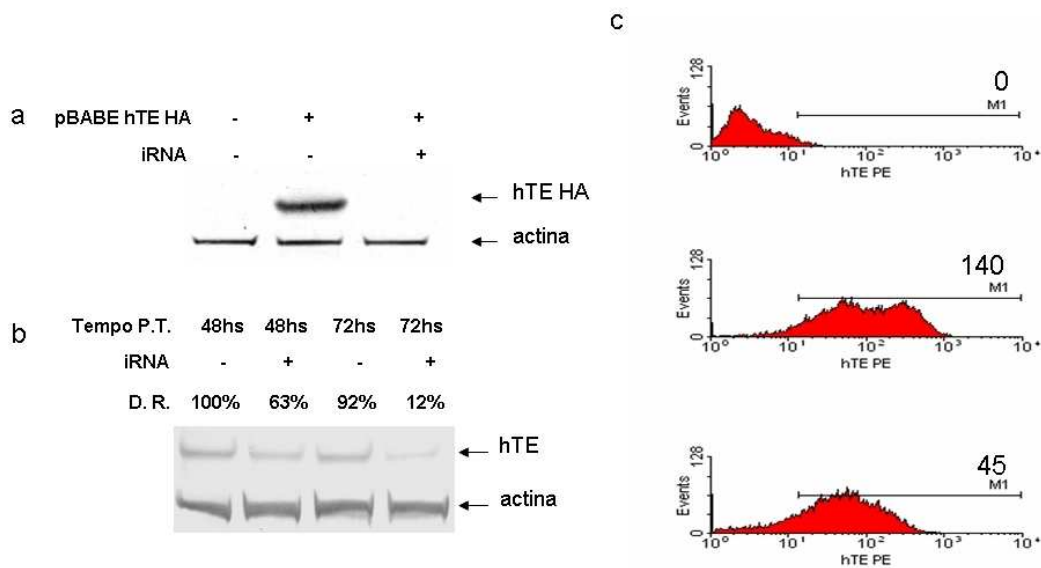 a
pBABE hTE HA - + +
iRNA - - +
hTE HA
actina
b
Tempo P.T. 48hs 48hs 72hs 72hs
iRNA - + - +
D. R. 100% 63% 92% 12%
hTE
actina
c
128
Events
0
0
M1
10⁰ 10¹ 10² 10³ 10⁴
hTE PE
128
Events
0
140
M1
10⁰ 10¹ 10² 10³ 10⁴
hTE PE
128
Events
0
45
M1
10⁰ 10¹ 10² 10³ 10⁴
hTE PE